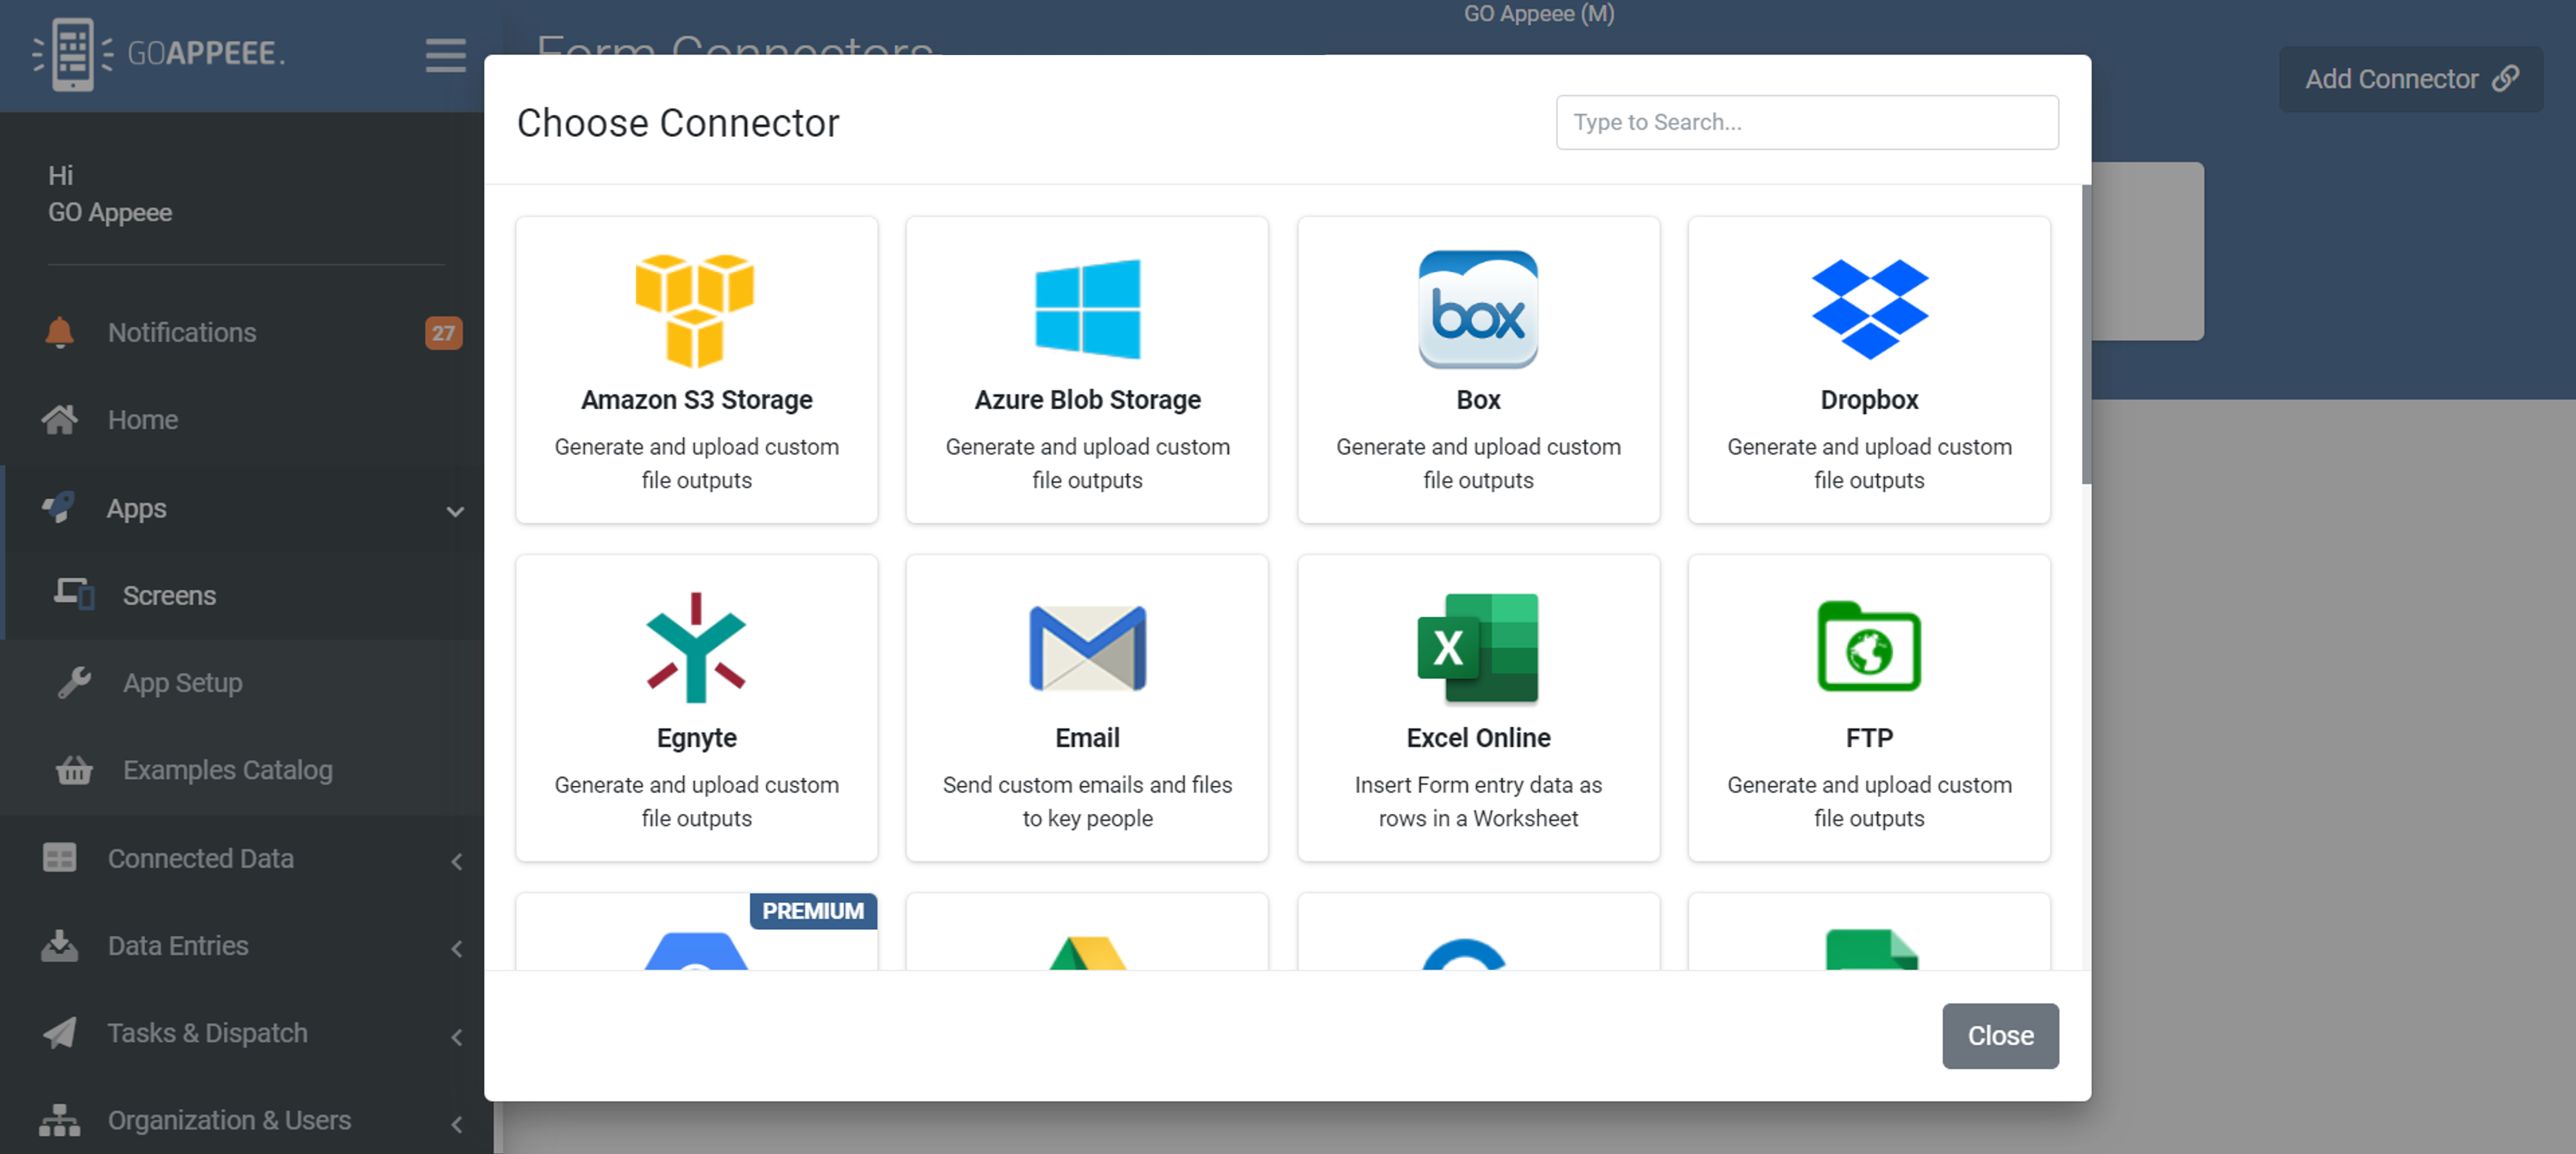 GOAPPEEE.
GO Appeee (M)
Form Connectors
Add Connector
Hi
GO Appeee
Notifications
27
Home
Apps
Screens
App Setup
Examples Catalog
Connected Data
Data Entries
Tasks & Dispatch
Organization & Users
Choose Connector
Type to Search...
Amazon S3 Storage
Generate and upload custom
file outputs
Azure Blob Storage
Generate and upload custom
file outputs
box
Box
Generate and upload custom
file outputs
Dropbox
Generate and upload custom
file outputs
Egnyte
Generate and upload custom
file outputs
Email
Send custom emails and files
to key people
X
Excel Online
Insert Form entry data as
rows in a Worksheet
FTP
Generate and upload custom
file outputs
PREMIUM
Close